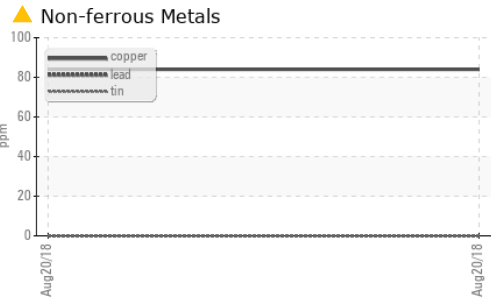 Non-ferrous Metals
100
80
60
40
20
0
ppm
copper
lead
tin
Aug20/18
Aug20/18